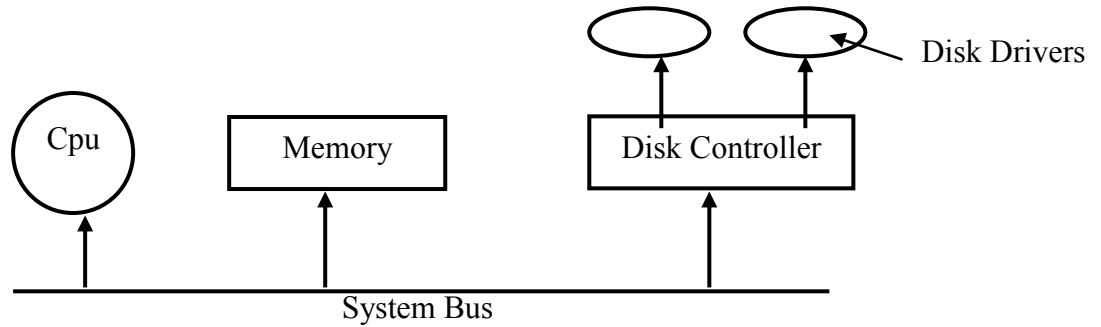 Disk Drivers
Cpu
Memory
Disk Controller
System Bus